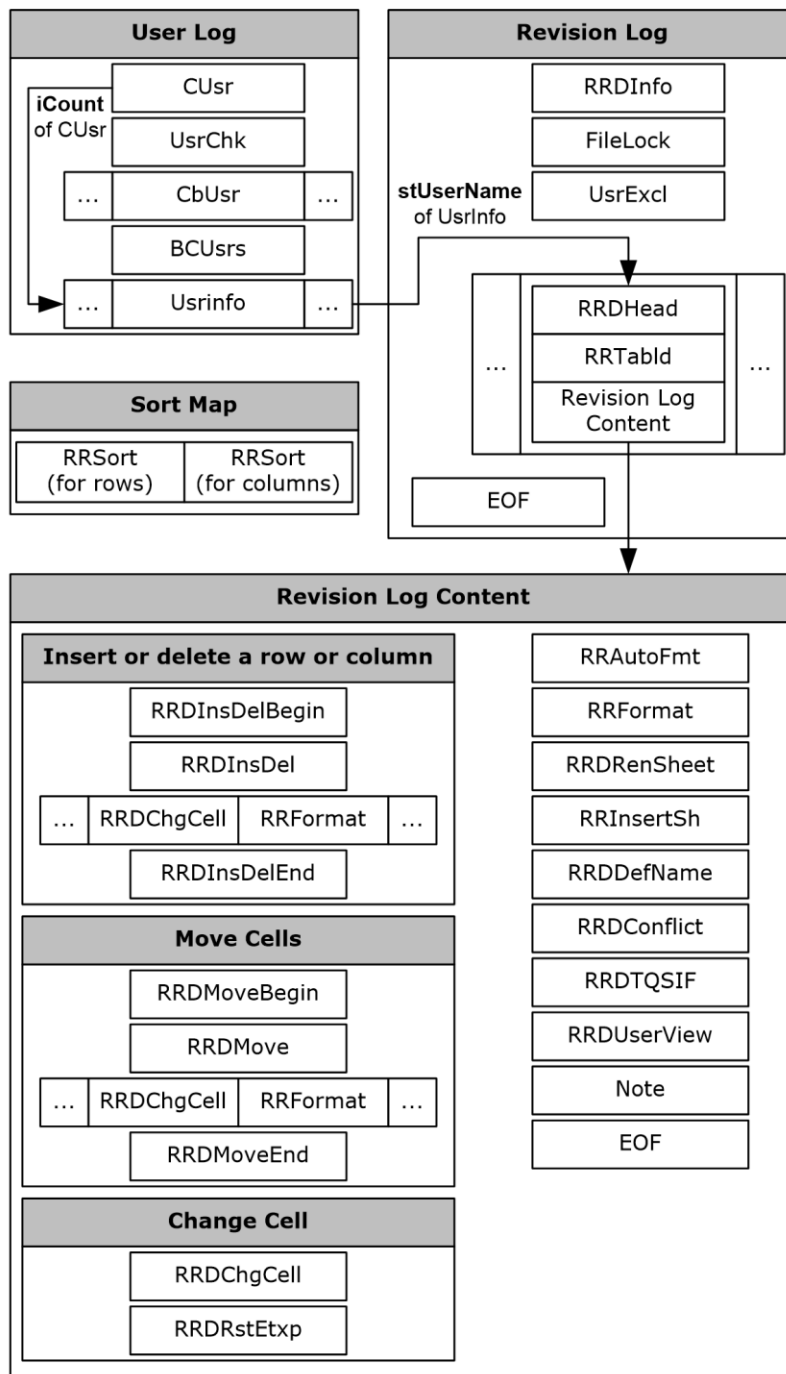 User Log
CUsr
iCount
of CUsr
UsrChk
... CbUsr ...
BCUsrs
... Usrinfo ...
Revision Log
RRDInfo
FileLock
UsrExcl
stUserName
of UsrInfo
RRDHead
RRTabId
... Revision Log ...
Content
EOF
Sort Map
RRSort RRSort
(for rows) (for columns)
Revision Log Content
Insert or delete a row or column
RRDInsDelBegin
RRDInsDel
... RRDChgCell RRFormat ...
RRDInsDelEnd
Move Cells
RRDMoveBegin
RRDMove
... RRDChgCell RRFormat ...
RRDMoveEnd
Change Cell
RRDChgCell
RRDRstEtxp
RRAutoFmt
RRFormat
RRDRenSheet
RRInsertSh
RRDDefName
RRDConflict
RRDTQSIF
RRDUserView
Note
EOF